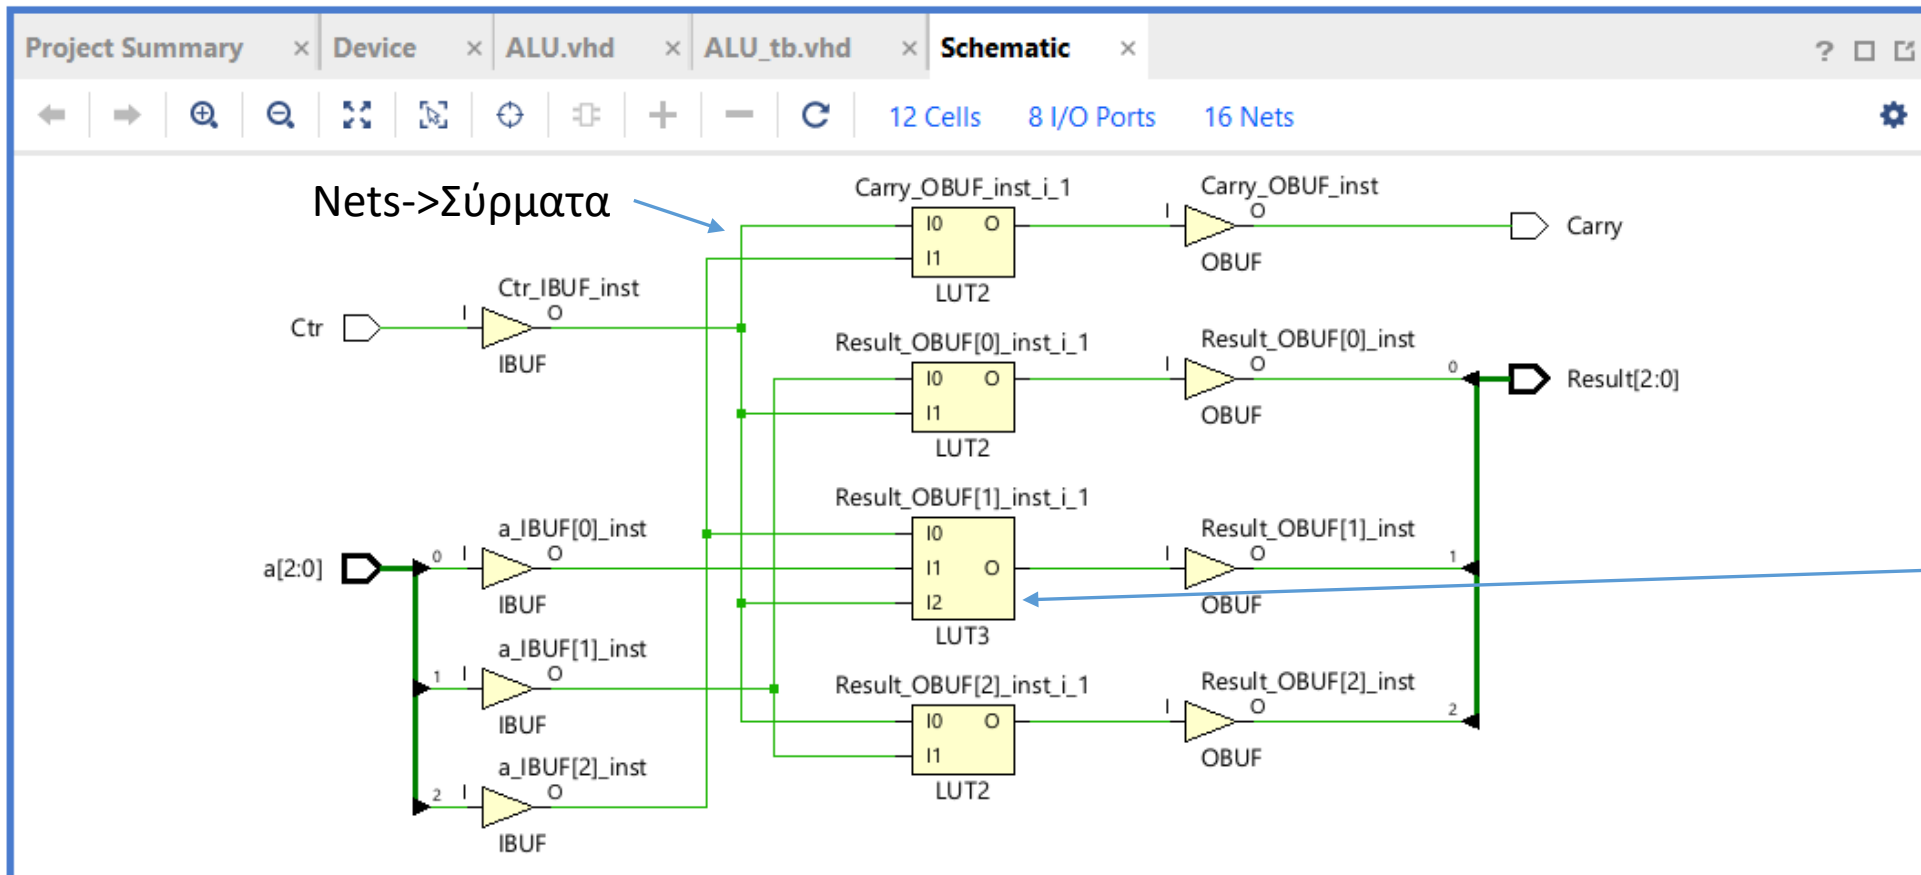 Project Summary × Device × ALU.vhd × ALU_tb.vhd × Schematic × ?
12 Cells 8 I/O Ports 16 Nets
Nets->Σύρματα
Carry_OBUF_inst_i_1 Carry_OBUF_inst
I0 O I O
I1
LUT2 OBUF
Carry
Ctr_IBUF_inst
Ctr I O
IBUF
Result_OBUF[0]_inst_i_1 Result_OBUF[0]_inst
I0 O I O 0 Result[2:0]
I1
LUT2 OBUF
Result_OBUF[1]_inst_i_1
a_IBUF[0]_inst I0 Result_OBUF[1]_inst
a[2:0] 0 I O I1 O I O 1
IBUF I2 OBUF
LUT3
a_IBUF[1]_inst
1 I O
IBUF
Result_OBUF[2]_inst_i_1 Result_OBUF[2]_inst
I0 O I O 2
I1
LUT2 OBUF
a_IBUF[2]_inst
2 I O
IBUF